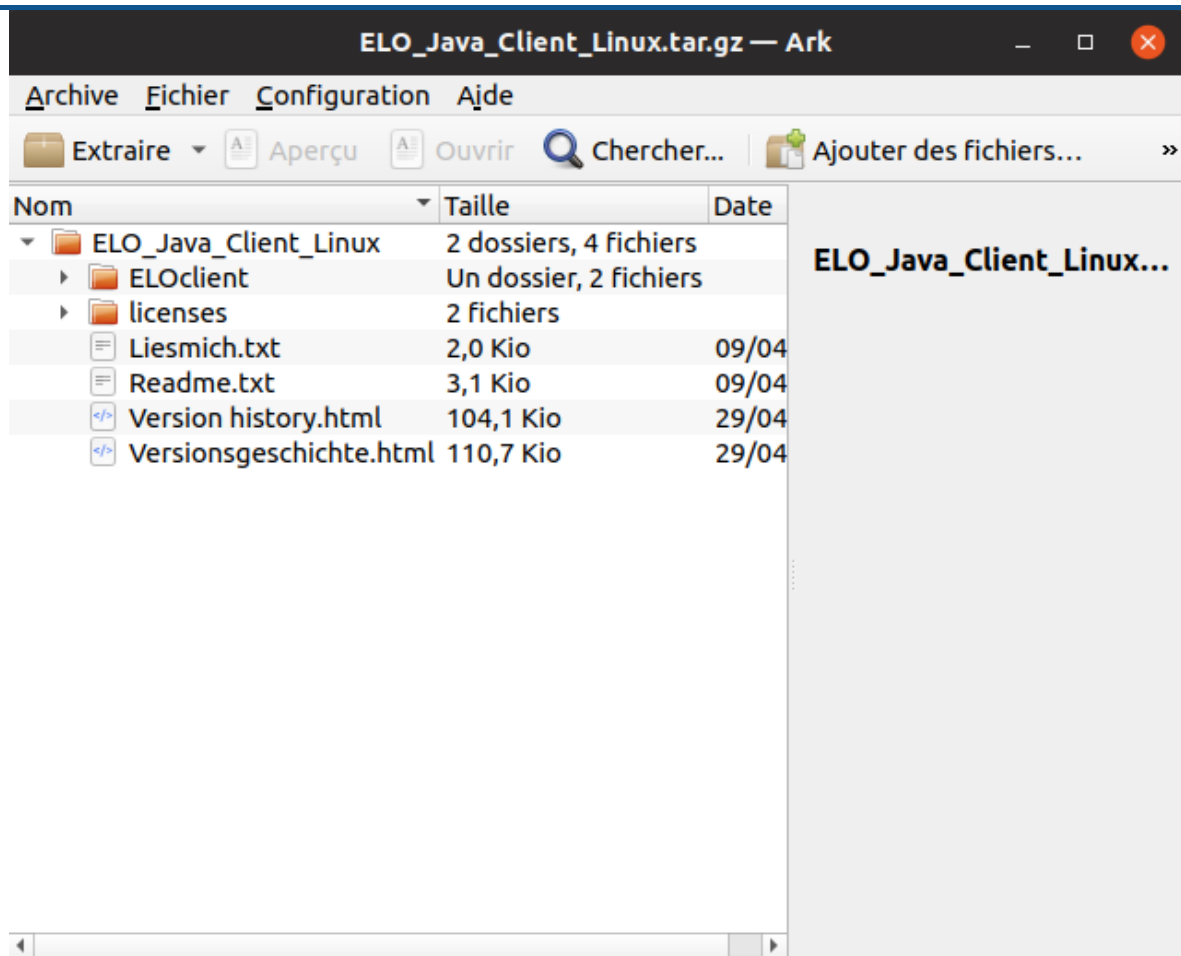 ELO_Java_Client_Linux.tar.gz — Ark
Archive Fichier Configuration Aide
Extraire Aperçu Ouvrir Chercher... Ajouter des fichiers... »
Nom Taille Date
ELO_Java_Client_Linux 2 dossiers, 4 fichiers
ELOclient Un dossier, 2 fichiers
licenses 2 fichiers
Liesmich.txt 2,0 Kio 09/04
Readme.txt 3,1 Kio 09/04
Version history.html 104,1 Kio 29/04
Versionsgeschichte.html 110,7 Kio 29/04
ELO_Java_Client_Linux...